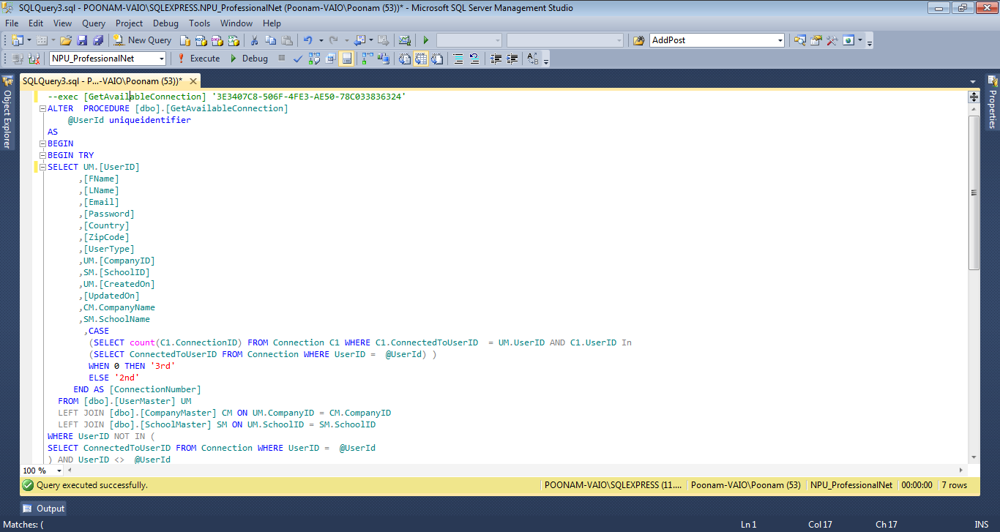 SQLQuery3.sql - POONAM-VAIO\SQLEXPRESS.NPU_ProfessionalNet (Poonam-VAIO\Poonam (53))* - Microsoft SQL Server Management Studio
File Edit View Query Project Debug Tools Window Help
New Query AddPost
NPU_ProfessionalNet Execute Debug
SQLQuery3.sql - P...-VAIO\Poonam (53))*
Object Explorer
Properties
--exec [GetAvailableConnection] '3E3407C8-506F-4FE3-AE50-78C033836324'
ALTER  PROCEDURE [dbo].[GetAvailableConnection]
    @UserId uniqueidentifier
AS
BEGIN
BEGIN TRY
SELECT UM.[UserID]
      ,[FName]
      ,[LName]
      ,[Email]
      ,[Password]
      ,[Country]
      ,[ZipCode]
      ,[UserType]
      ,UM.[CompanyID]
      ,SM.[SchoolID]
      ,UM.[CreatedOn]
      ,[UpdatedOn]
      ,CM.CompanyName
      ,SM.SchoolName
       ,CASE
        (SELECT count(C1.ConnectionID) FROM Connection C1 WHERE C1.ConnectedToUserID  = UM.UserID AND C1.UserID In
        (SELECT ConnectedToUserID FROM Connection WHERE UserID =  @UserId) )
        WHEN 0 THEN '3rd'
        ELSE '2nd'
     END AS [ConnectionNumber]
  FROM [dbo].[UserMaster] UM
  LEFT JOIN [dbo].[CompanyMaster] CM ON UM.CompanyID = CM.CompanyID
  LEFT JOIN [dbo].[SchoolMaster] SM ON UM.SchoolID = SM.SchoolID
WHERE UserID NOT IN (
SELECT ConnectedToUserID FROM Connection WHERE UserID =  @UserId
) AND UserID <>  @UserId
100 %
Query executed successfully. POONAM-VAIO\SQLEXPRESS (11.... Poonam-VAIO\Poonam (53) NPU_ProfessionalNet 00:00:00 7 rows
Output
Matches: ( Ln 1 Col 17 Ch 17 INS